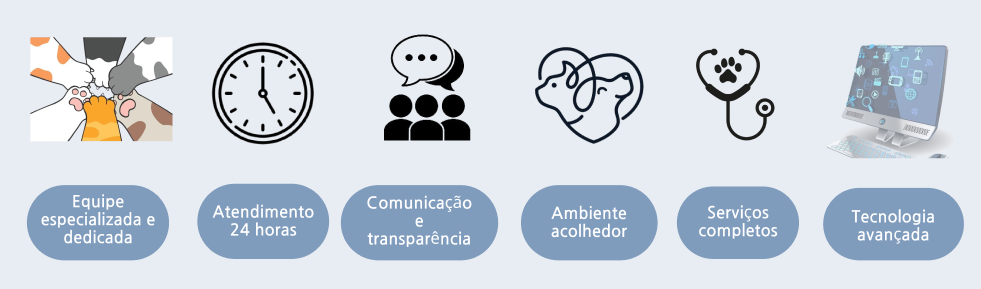 Equipe
especializada e
dedicada
Atendimento
24 horas
Comunicação
e
transparência
Ambiente
acolhedor
Serviços
completos
Tecnologia
avançada